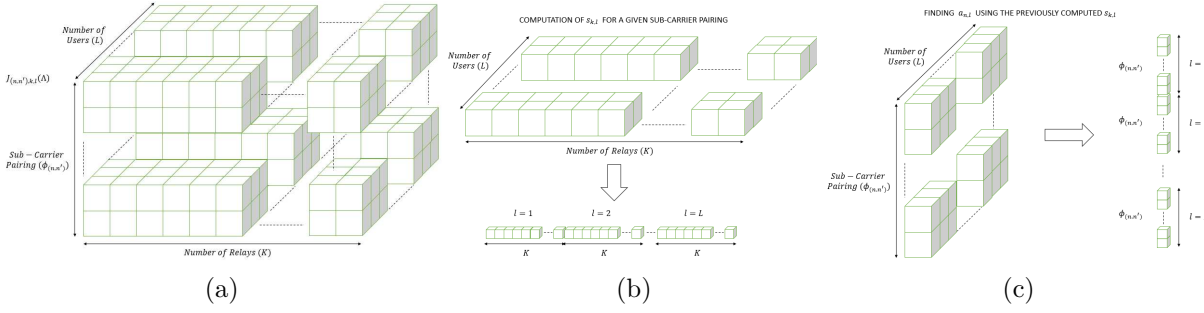 Number of
Users (L)
J_{(n.n'),k.l}(Λ)
Sub−Carrier
Pairing (ϕ_{(n.n')})
Number of Relays (K)
(a)
COMPUTATION OF s_{k.l} FOR A GIVEN SUB-CARRIER PAIRING
Number of
Users (L)
Number of Relays (K)
l = 1
l = 2
l = L
K
K
K
(b)
FINDING a_{n.l} USING THE PREVIOUSLY COMPUTED s_{k.l}
Number of
Users (L)
Sub−Carrier
Pairing (ϕ_{(n.n')})
ϕ_{(n.n')}
l =
ϕ_{(n.n')}
l =
ϕ_{(n.n')}
l =
(c)